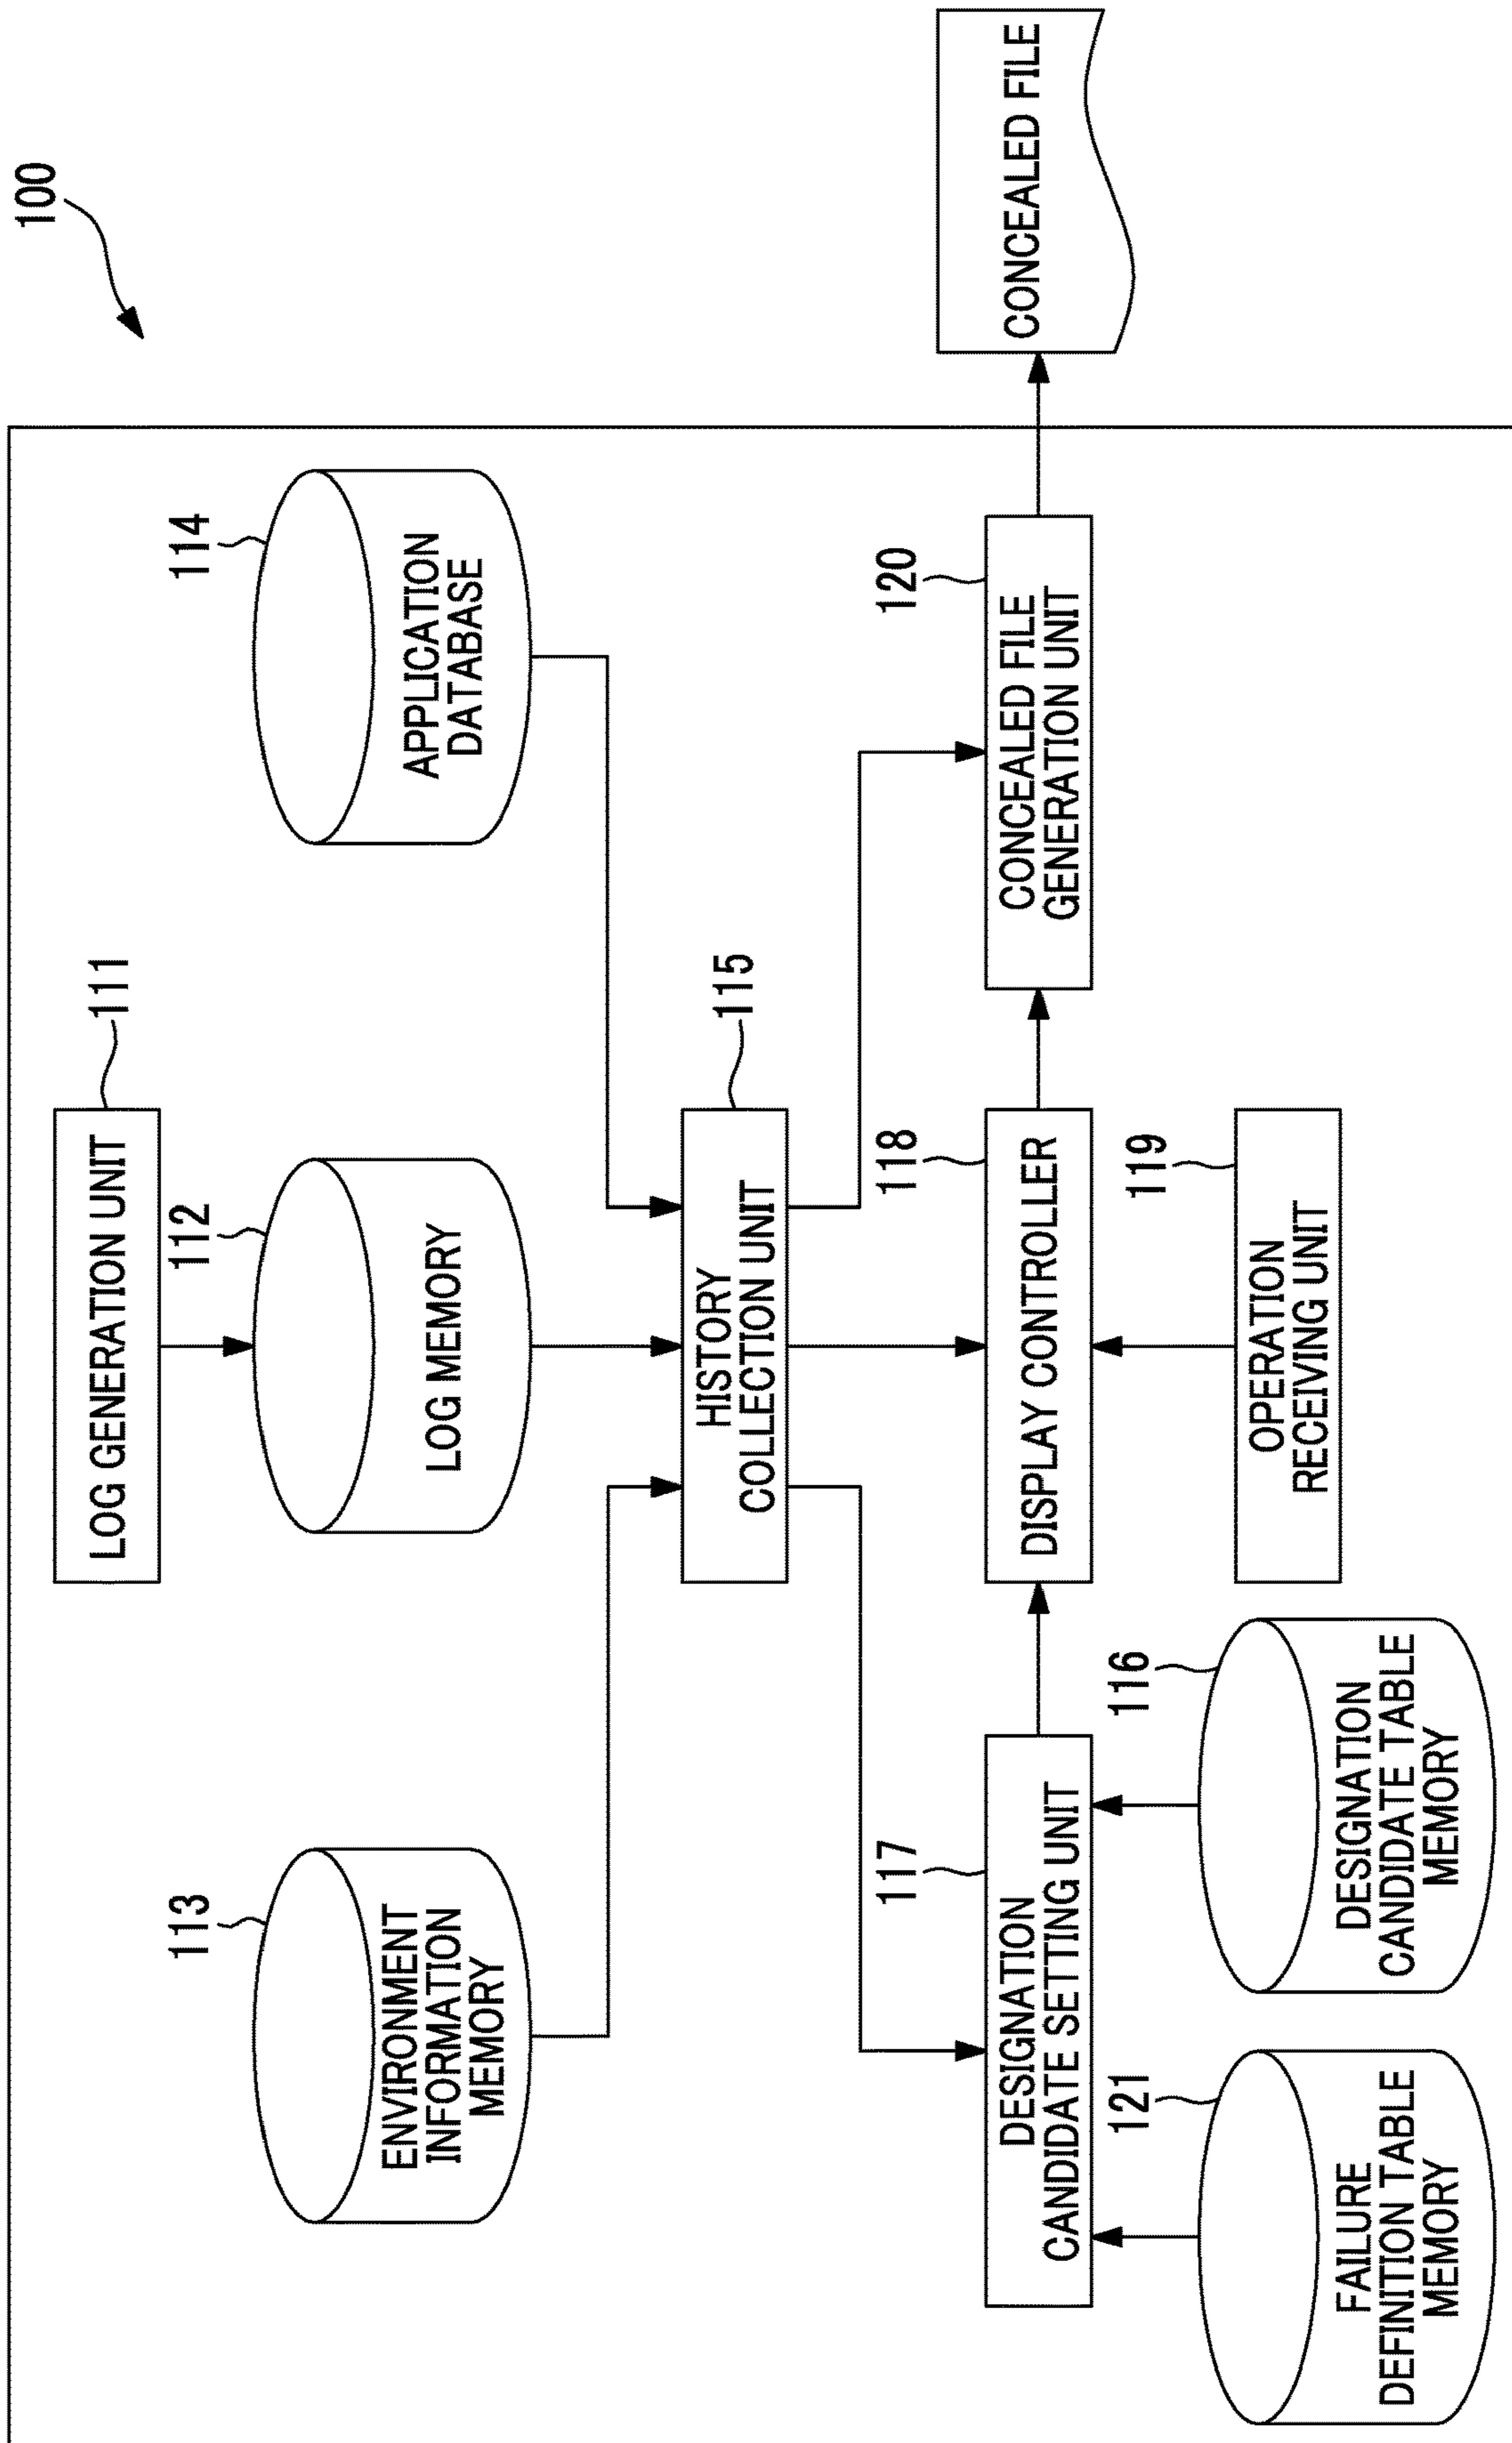 100
LOG GENERATION UNIT
111
113
ENVIRONMENT
INFORMATION
MEMORY
112
LOG MEMORY
114
APPLICATION
DATABASE
HISTORY
COLLECTION UNIT
115
117
DESIGNATION
CANDIDATE SETTING UNIT
118
DISPLAY CONTROLLER
120
CONCEALED FILE
GENERATION UNIT
CONCEALED FILE
121
FAILURE
DEFINITION TABLE
MEMORY
116
DESIGNATION
CANDIDATE TABLE
MEMORY
119
OPERATION
RECEIVING UNIT